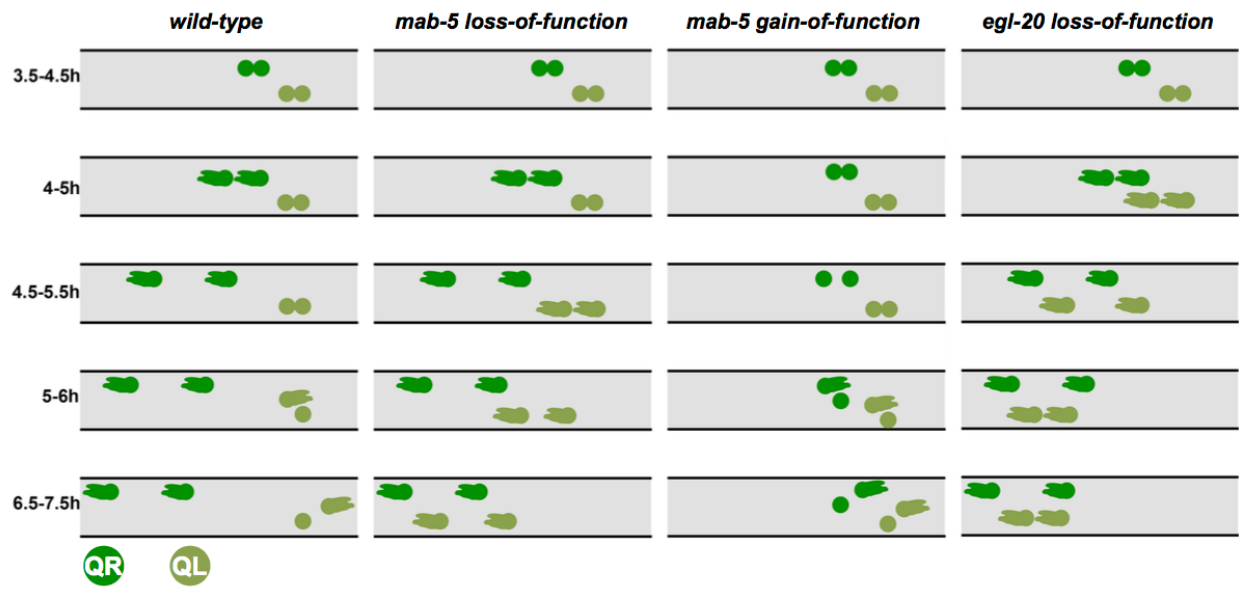 wild-type mab-5 loss-of-function mab-5 gain-of-function egl-20 loss-of-function
3.5-4.5h
4-5h
4.5-5.5h
5-6h
6.5-7.5h
QR QL